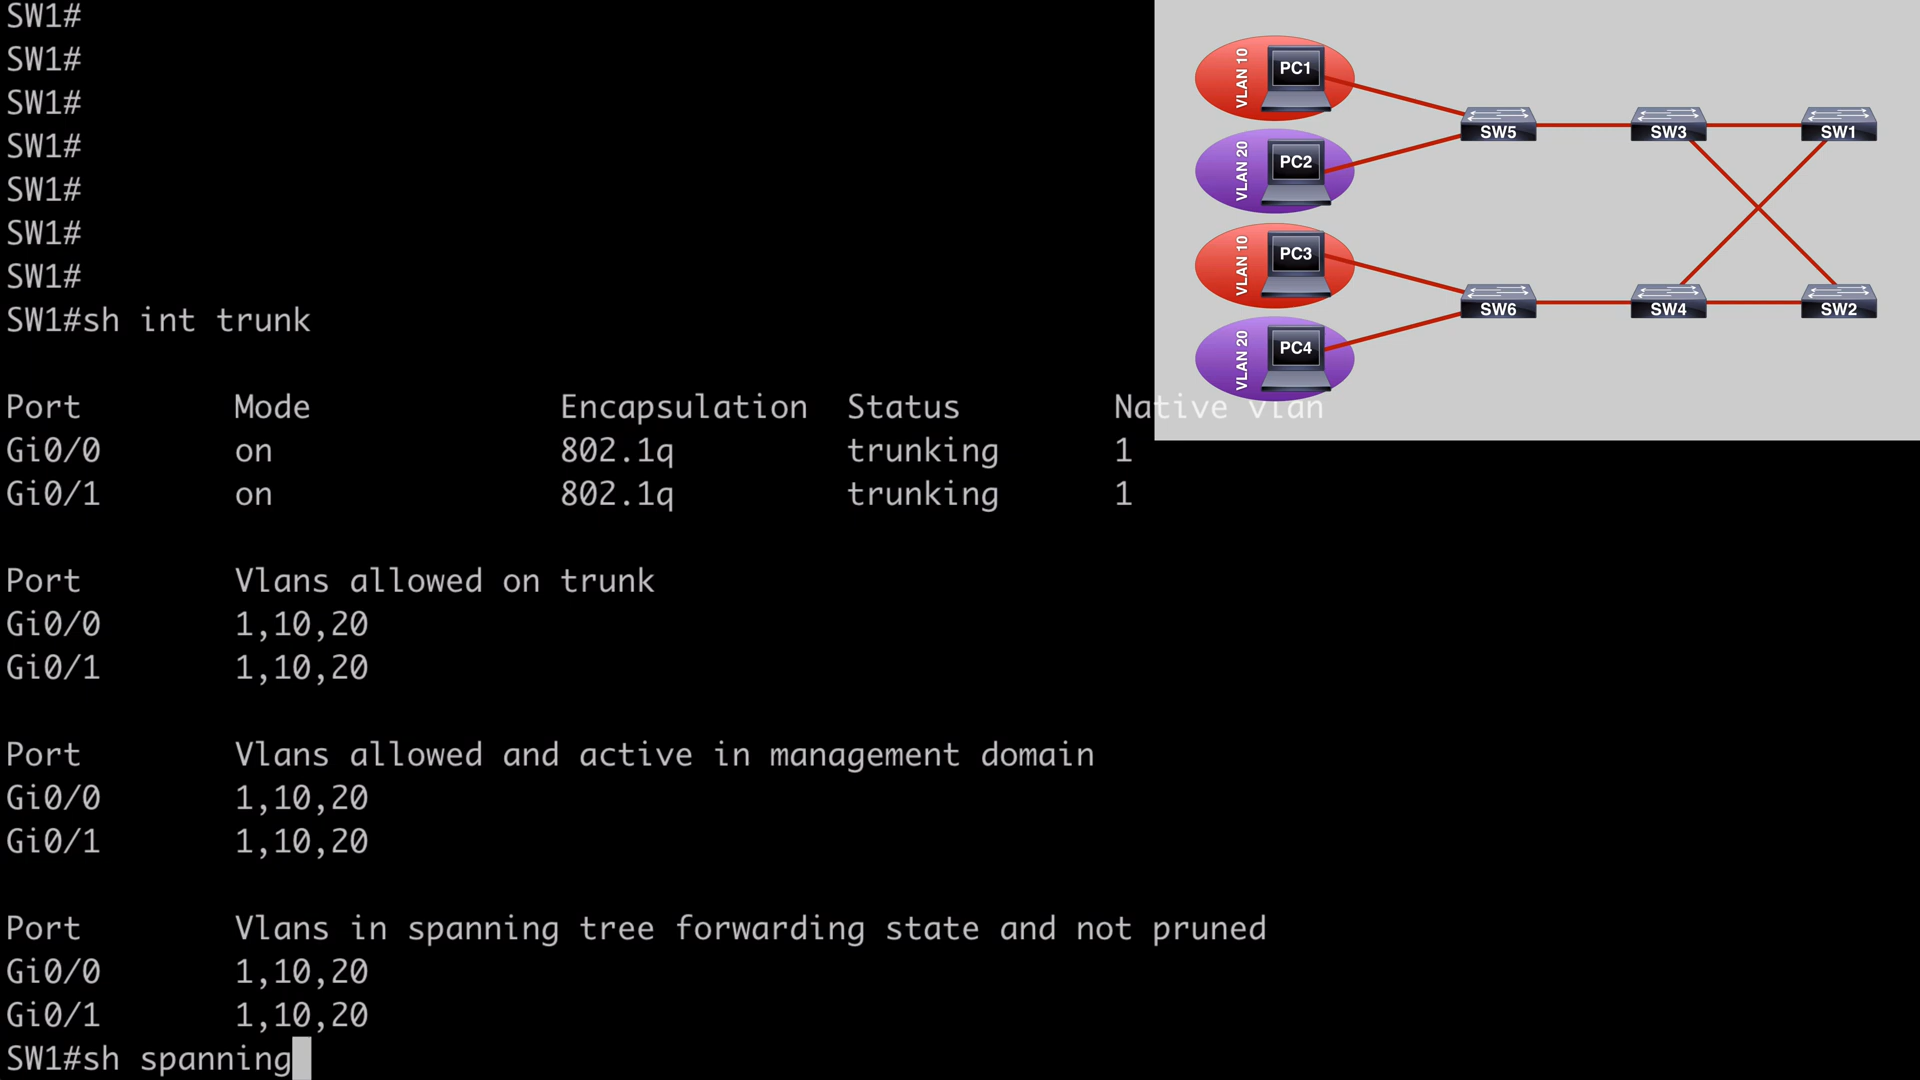 SW1#
SW1#
SW1#
SW1#
SW1#
SW1#
SW1#
SW1#sh int trunk
Port Mode Encapsulation Status Native vlan
Gi0/0 on 802.1q trunking 1
Gi0/1 on 802.1q trunking 1
Port Vlans allowed on trunk
Gi0/0 1,10,20
Gi0/1 1,10,20
Port Vlans allowed and active in management domain
Gi0/0 1,10,20
Gi0/1 1,10,20
Port Vlans in spanning tree forwarding state and not pruned
Gi0/0 1,10,20
Gi0/1 1,10,20
SW1#sh spanning
VLAN 10
PC1
VLAN 20
PC2
VLAN 10
PC3
VLAN 20
PC4
SW5
SW3
SW1
SW6
SW4
SW2